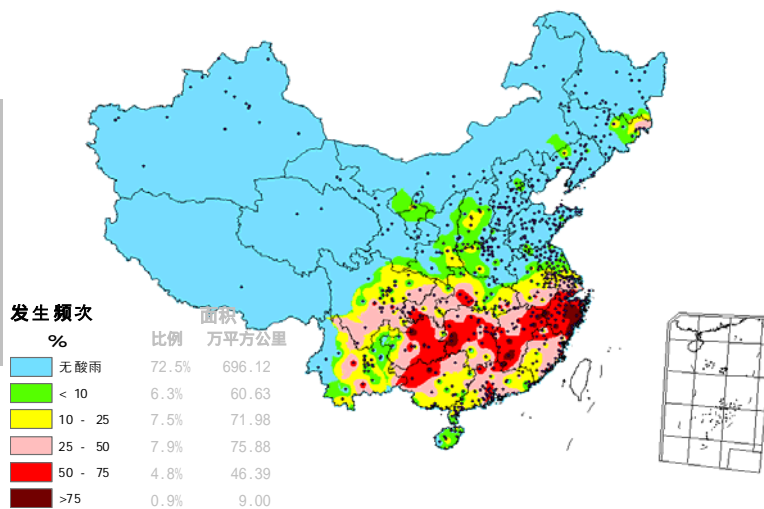 发生频次 面积
% 比例 万平方公里
无酸雨 72.5% 696.12
< 10 6.3% 60.63
10 - 25 7.5% 71.98
25 - 50 7.9% 75.88
50 - 75 4.8% 46.39
>75 0.9% 9.00